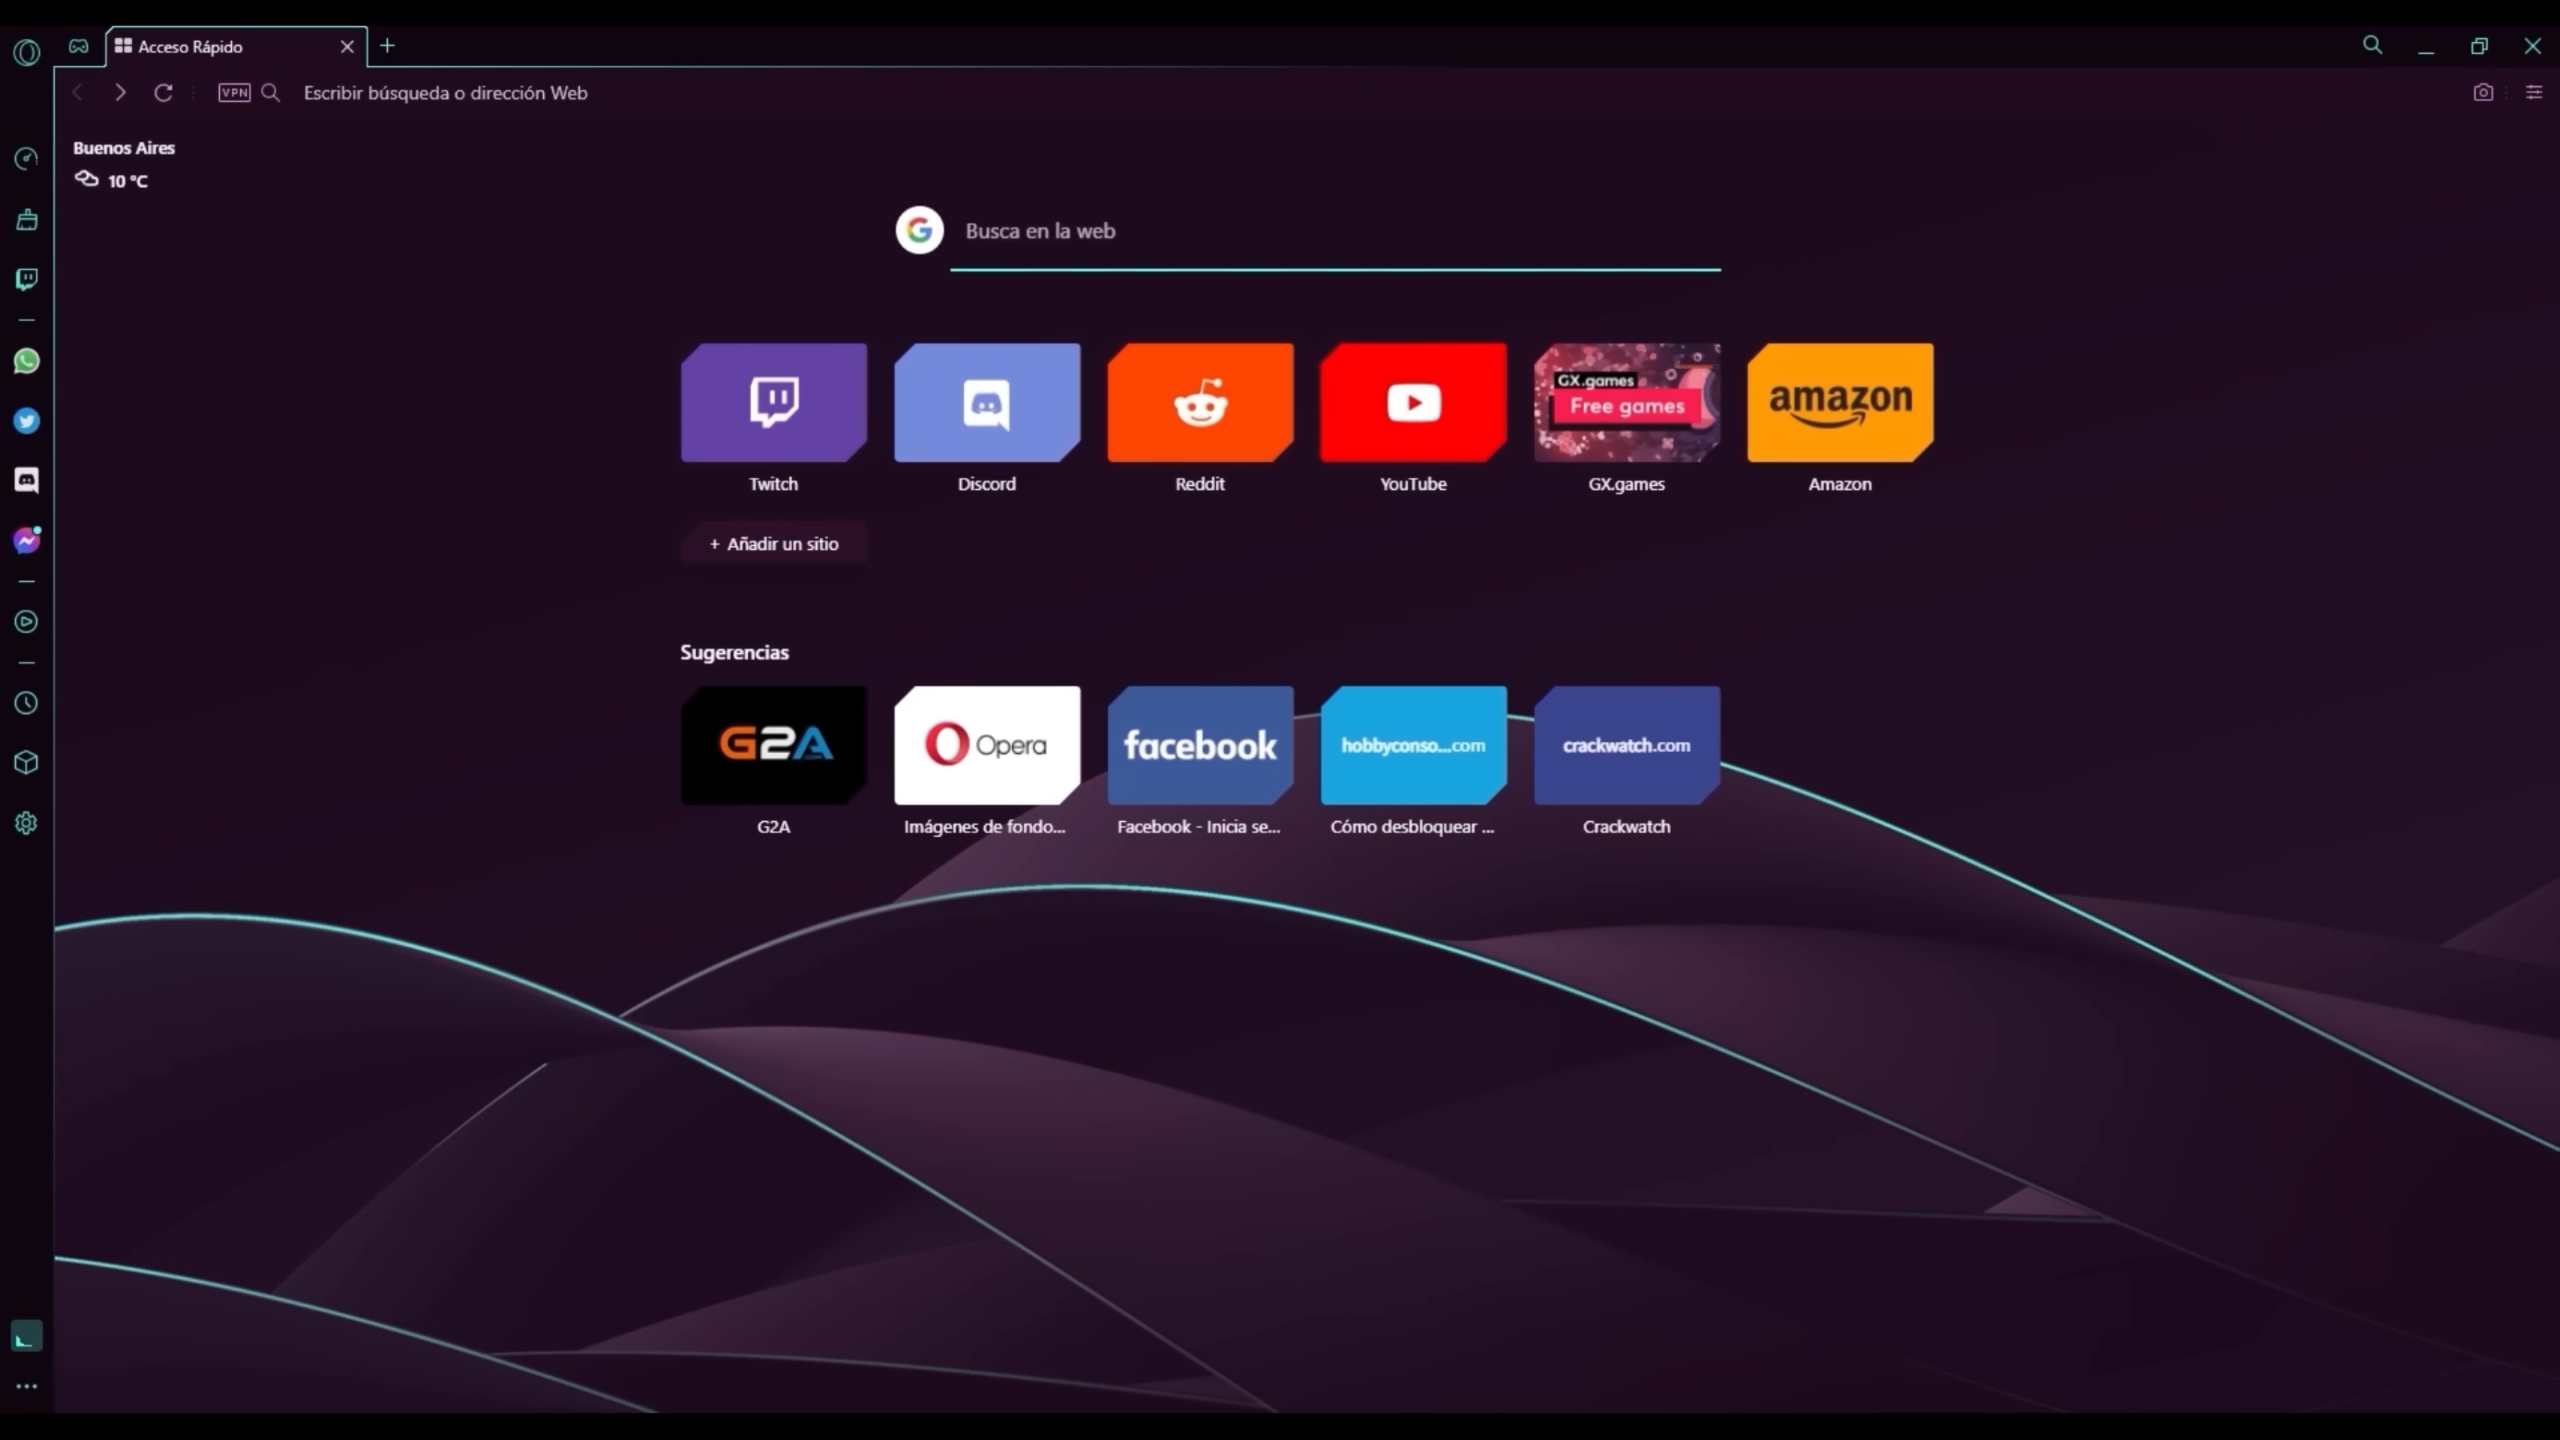 Acceso Rápido
VPN
Escribir búsqueda o dirección Web
Buenos Aires
10 °C
G
Busca en la web
GX.games
Free games
amazon
Twitch
Discord
Reddit
YouTube
GX.games
Amazon
+ Añadir un sitio
Sugerencias
G2A
Opera
facebook
hobbyconso...com
crackwatch.com
G2A
Imágenes de fondo...
Facebook - Inicia se...
Cómo desbloquear ...
Crackwatch